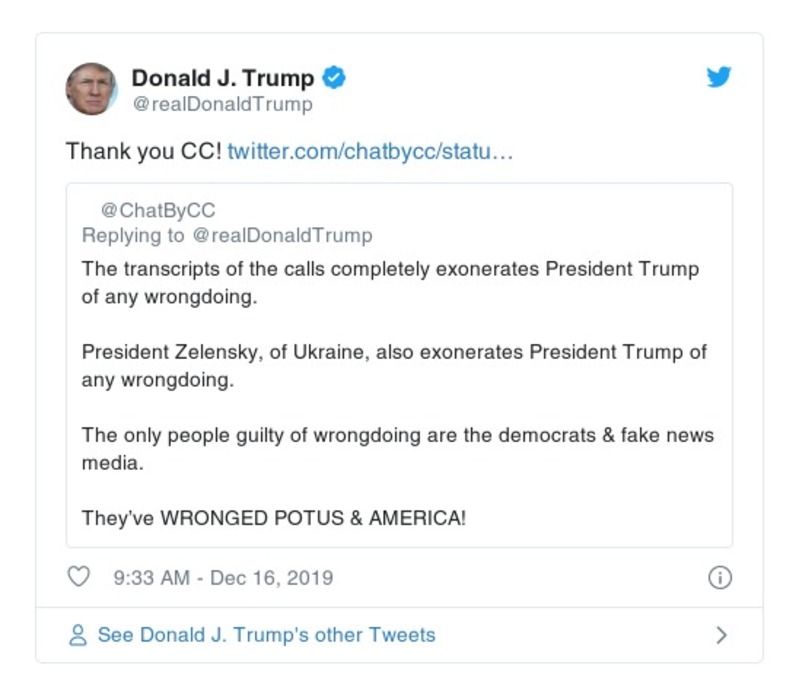 Donald J. Trump
@realDonaldTrump
Thank you CC! twitter.com/chatbycc/statu…
@ChatByCC
Replying to @realDonaldTrump
The transcripts of the calls completely exonerates President Trump
of any wrongdoing.
President Zelensky, of Ukraine, also exonerates President Trump of
any wrongdoing.
The only people guilty of wrongdoing are the democrats & fake news
media.
They've WRONGED POTUS & AMERICA!
9:33 AM - Dec 16, 2019
See Donald J. Trump's other Tweets